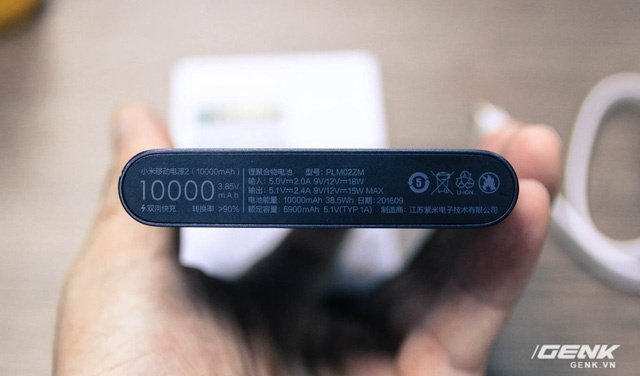 小米移动电源2 (10000mAh)
10000 3.85V mAh
双向快充 转换率 >90%
锂聚合物电池 型号: PLM02ZM
输入: 5.0V⎓2.0A 9V/12V⎓18W
输出: 5.1V⎓2.4A 9V/12V⎓15W MAX
电池能量: 10000mAh 38.5Wh 日期: 201609
额定容量: 6900mAh 5.1V(TYP 1A) 制造商: 江苏紫米电子技术有限公司
5
LI-ION
GENK
GENK.VN